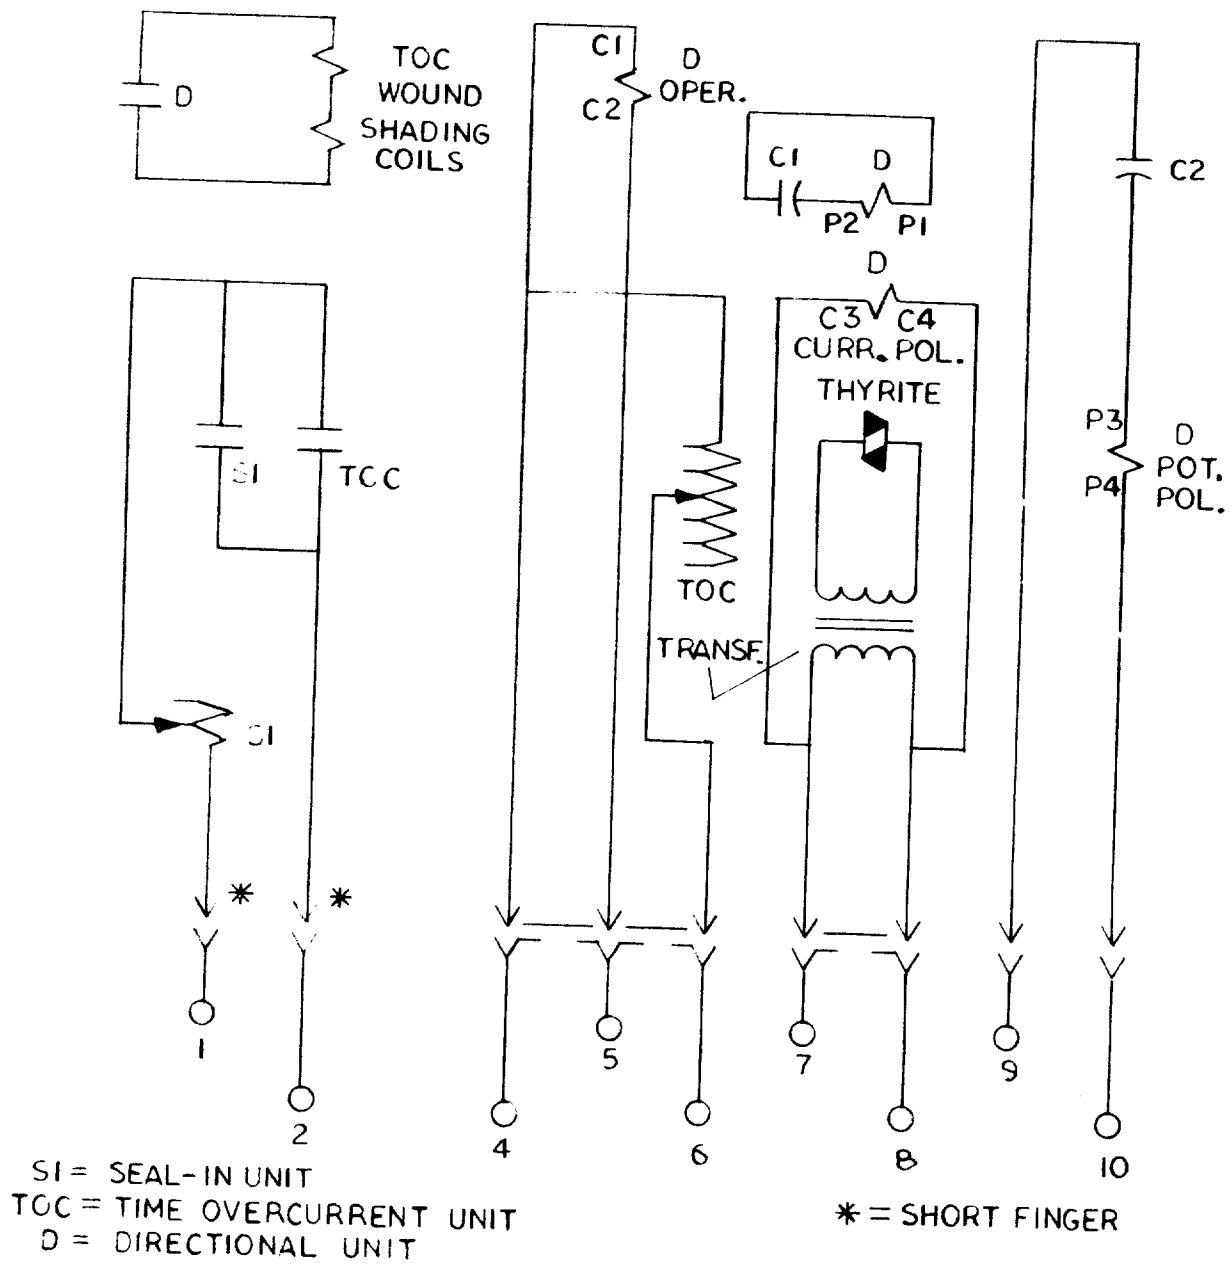 TOC
WOUND
SHADING
COILS
D
C1
C2
D
OPER.
C1
D
P2
P1
C2
D
C3
C4
CURR. POL.
THYRITE
SI
TOC
P3
P4
D
POT.
POL.
TOC
TRANSF.
SI
*
*
1
2
4
5
6
7
8
9
10
SI = SEAL-IN UNIT
TOC = TIME OVERCURRENT UNIT
D = DIRECTIONAL UNIT
* = SHORT FINGER